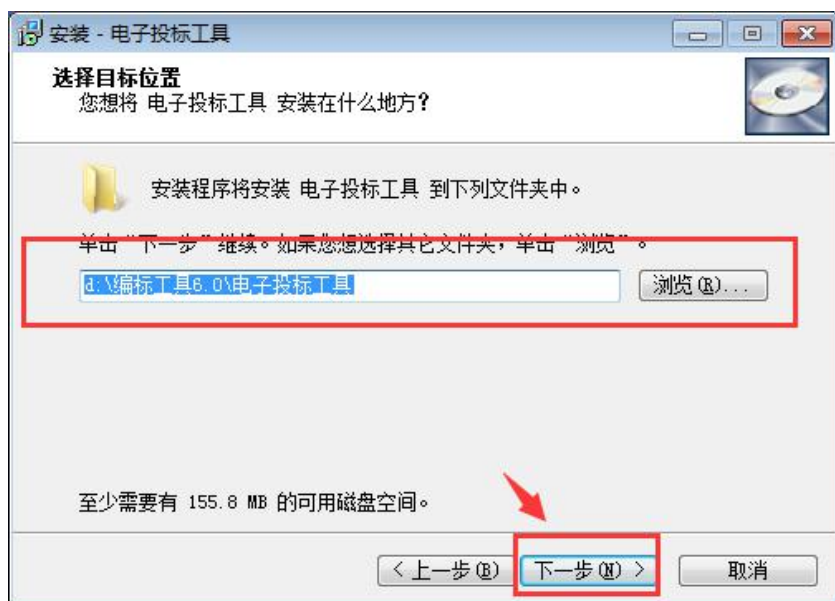 安装 - 电子投标工具
选择目标位置
您想将 电子投标工具 安装在什么地方?
安装程序将安装 电子投标工具 到下列文件夹中。
单击“下一步”继续。如果您想选择其它文件夹,单击“浏览”。
d:\编标工具6.0\电子投标工具
浏览(R)...
至少需要有 155.8 MB 的可用磁盘空间。
< 上一步(B) 下一步(N) > 取消